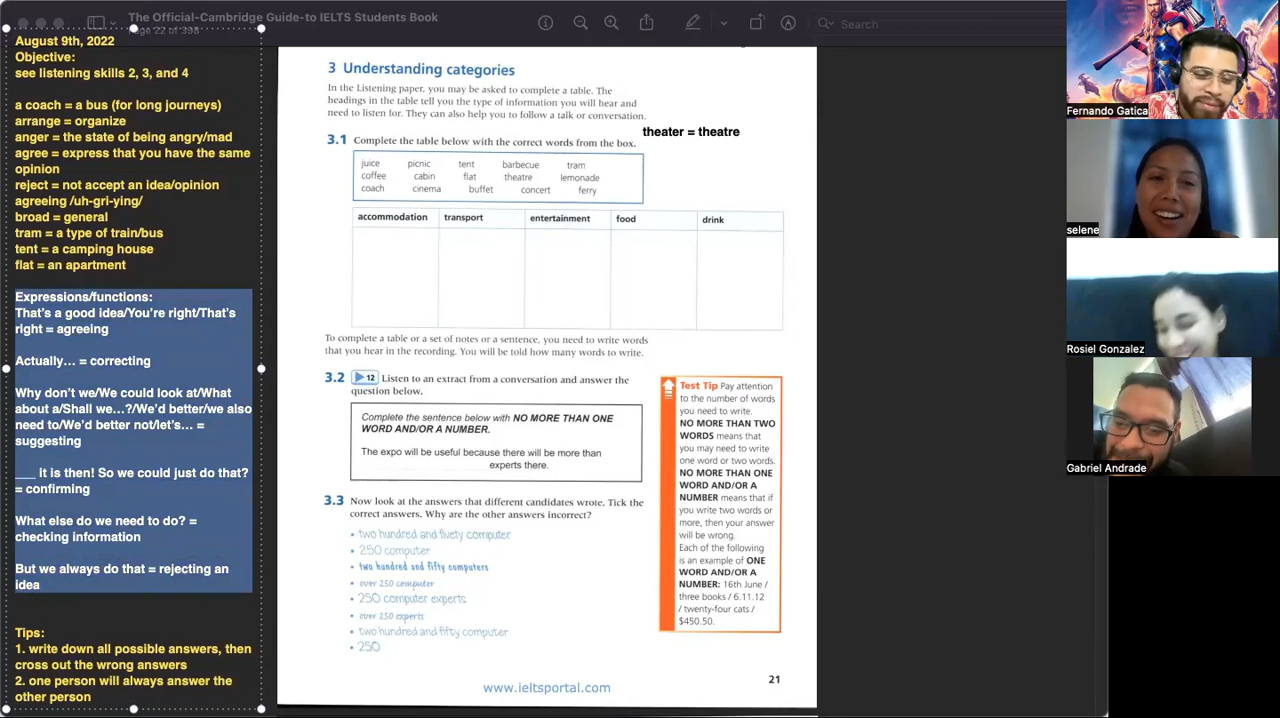 The Official-Cambridge Guide-to IELTS Students Book
Page 22 of 398
Search
August 9th, 2022
Objective:
see listening skills 2, 3, and 4
a coach = a bus (for long journeys)
arrange = organize
anger = the state of being angry/mad
agree = express that you have the same
opinion
reject = not accept an idea/opinion
agreeing /uh-gri-ying/
broad = general
tram = a type of train/bus
tent = a camping house
flat = an apartment
Expressions/functions:
That's a good idea/You're right/That's
right = agreeing
Actually... = correcting
Why don't we/We could look at/What
about a/Shall we...?/We'd better/we also
need to/We'd better not/let's... =
suggesting
___ it is then! So we could just do that?
= confirming
What else do we need to do? =
checking information
But we always do that = rejecting an
idea
Tips:
1. write down all possible answers, then
cross out the wrong answers
2. one person will always answer the
other person
3 Understanding categories
In the Listening paper, you may be asked to complete a table. The
headings in the table tell you the type of information you will hear and
need to listen for. They can also help you to follow a talk or conversation.
theater = theatre
3.1 Complete the table below with the correct words from the box.
juice picnic tent barbecue tram
coffee cabin flat theatre lemonade
coach cinema buffet concert ferry
accommodation transport entertainment food drink
To complete a table or a set of notes or a sentence, you need to write words
that you hear in the recording. You will be told how many words to write.
3.2 12 Listen to an extract from a conversation and answer the
question below.
Complete the sentence below with NO MORE THAN ONE
WORD AND/OR A NUMBER.
The expo will be useful because there will be more than
experts there.
3.3 Now look at the answers that different candidates wrote. Tick the
correct answers. Why are the other answers incorrect?
• two hundred and fivety computer
• 250 computer
• two hundred and fifty computers
• over 250 computer
• 250 computer experts
• over 250 experts
• two hundred and fifty computer
• 250
Test Tip Pay attention
to the number of words
you need to write.
NO MORE THAN TWO
WORDS means that
you may need to write
one word or two words.
NO MORE THAN ONE
WORD AND/OR A
NUMBER means that if
you write two words or
more, then your answer
will be wrong.
Each of the following
is an example of ONE
WORD AND/OR A
NUMBER: 16th June /
three books / 6.11.12
/ twenty-four cats /
$450.50.
www.ieltsportal.com
21
Fernando Gatica
selene
Rosiel Gonzalez
Gabriel Andrade